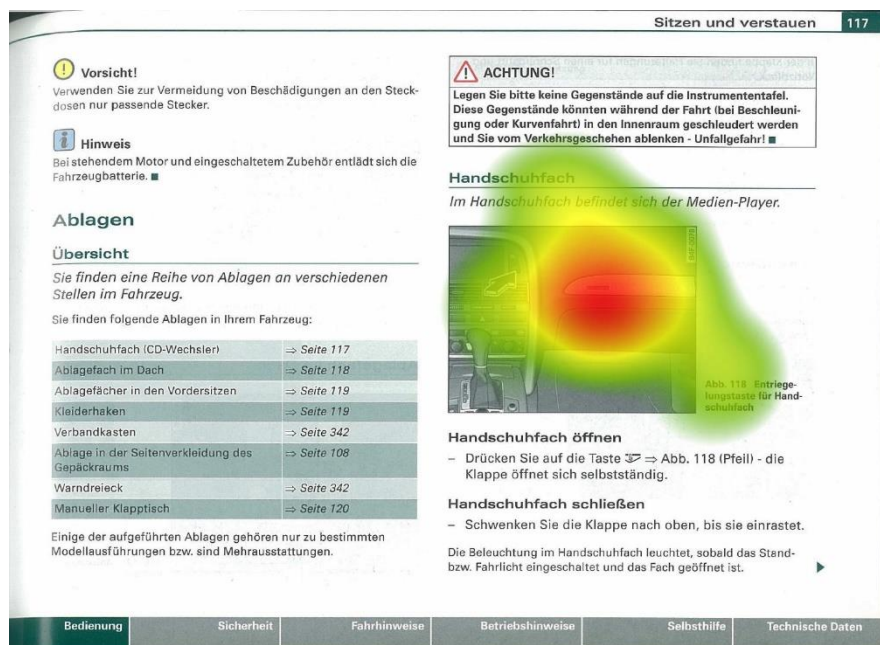 Sitzen und verstauen 117
Vorsicht!
Verwenden Sie zur Vermeidung von Beschädigungen an den Steck-
dosen nur passende Stecker.
Hinweis
Bei stehendem Motor und eingeschaltetem Zubehör entlädt sich die
Fahrzeugbatterie. ■
Ablagen
Übersicht
Sie finden eine Reihe von Ablagen an verschiedenen
Stellen im Fahrzeug.
Sie finden folgende Ablagen in Ihrem Fahrzeug:
Handschuhfach (CD-Wechsler) ⇒ Seite 117
Ablagefach im Dach ⇒ Seite 118
Ablagefächer in den Vordersitzen ⇒ Seite 119
Kleiderhaken ⇒ Seite 119
Verbandkasten ⇒ Seite 342
Ablage in der Seitenverkleidung des ⇒ Seite 108
Gepäckraums
Warndreieck ⇒ Seite 342
Manueller Klapptisch ⇒ Seite 120
Einige der aufgeführten Ablagen gehören nur zu bestimmten
Modellausführungen bzw. sind Mehrausstattungen.
ACHTUNG!
Legen Sie bitte keine Gegenstände auf die Instrumententafel.
Diese Gegenstände könnten während der Fahrt (bei Beschleuni-
gung oder Kurvenfahrt) in den Innenraum geschleudert werden
und Sie vom Verkehrsgeschehen ablenken - Unfallgefahr! ■
Handschuhfach
Im Handschuhfach befindet sich der Medien-Player.
Abb. 118 Entriege-
lungstaste für Hand-
schuhfach
Handschuhfach öffnen
– Drücken Sie auf die Taste ⇒ Abb. 118 (Pfeil) - die
Klappe öffnet sich selbstständig.
Handschuhfach schließen
– Schwenken Sie die Klappe nach oben, bis sie einrastet.
Die Beleuchtung im Handschuhfach leuchtet, sobald das Stand-
bzw. Fahrlicht eingeschaltet und das Fach geöffnet ist. ▶
Bedienung Sicherheit Fahrhinweise Betriebshinweise Selbsthilfe Technische Daten